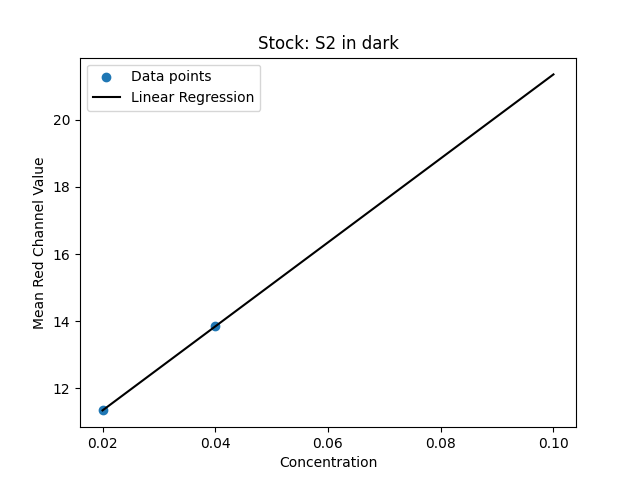 Stock: S2 in dark
Data points
Linear Regression
20
18
16
14
12
Mean Red Channel Value
0.02 0.04 0.06 0.08 0.10
Concentration